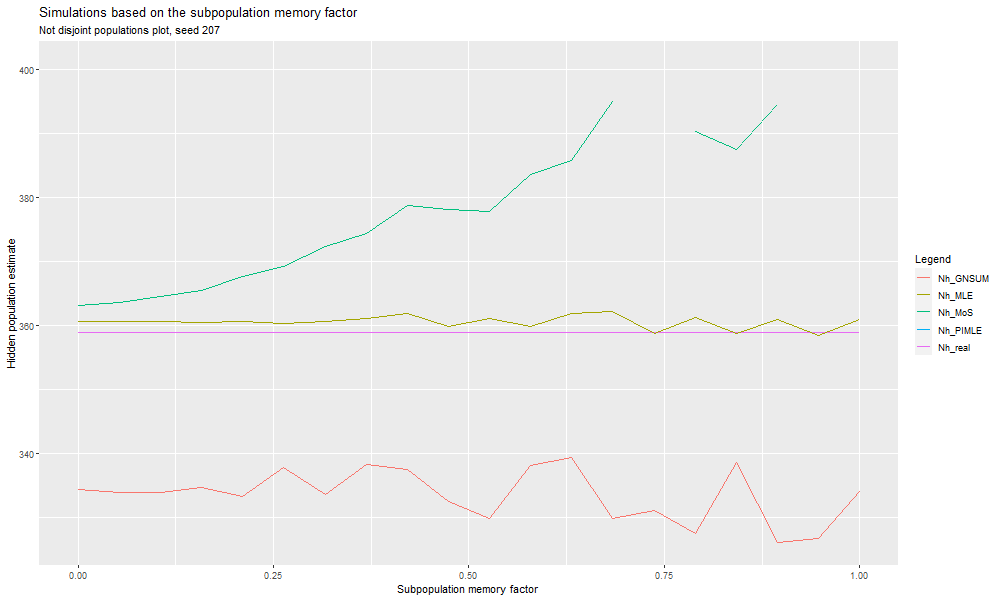 Simulations based on the subpopulation memory factor
Not disjoint populations plot, seed 207
400
380
360
340
Hidden population estimate
0.00
0.25
0.50
0.75
1.00
Subpopulation memory factor
Legend
Nh_GNSUM
Nh_MLE
Nh_MoS
Nh_PIMLE
Nh_real